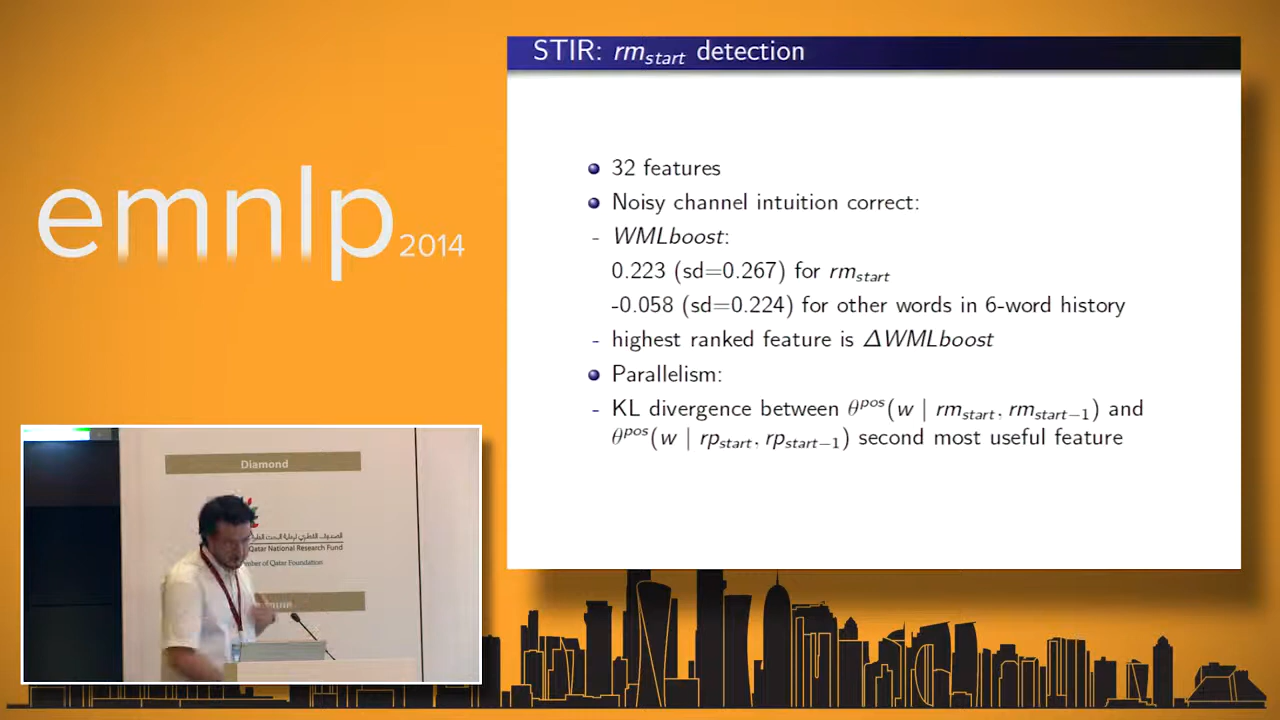 emnlp 2014
STIR: rm_start detection
32 features
Noisy channel intuition correct:
- WMLboost:
0.223 (sd=0.267) for rm_start
-0.058 (sd=0.224) for other words in 6-word history
- highest ranked feature is ΔWMLboost
Parallelism:
- KL divergence between θ^pos(w | rm_start, rm_start−1) and
θ^pos(w | rp_start, rp_start−1) second most useful feature
Diamond
Qatar National Research Fund
mber of Qatar Foundation